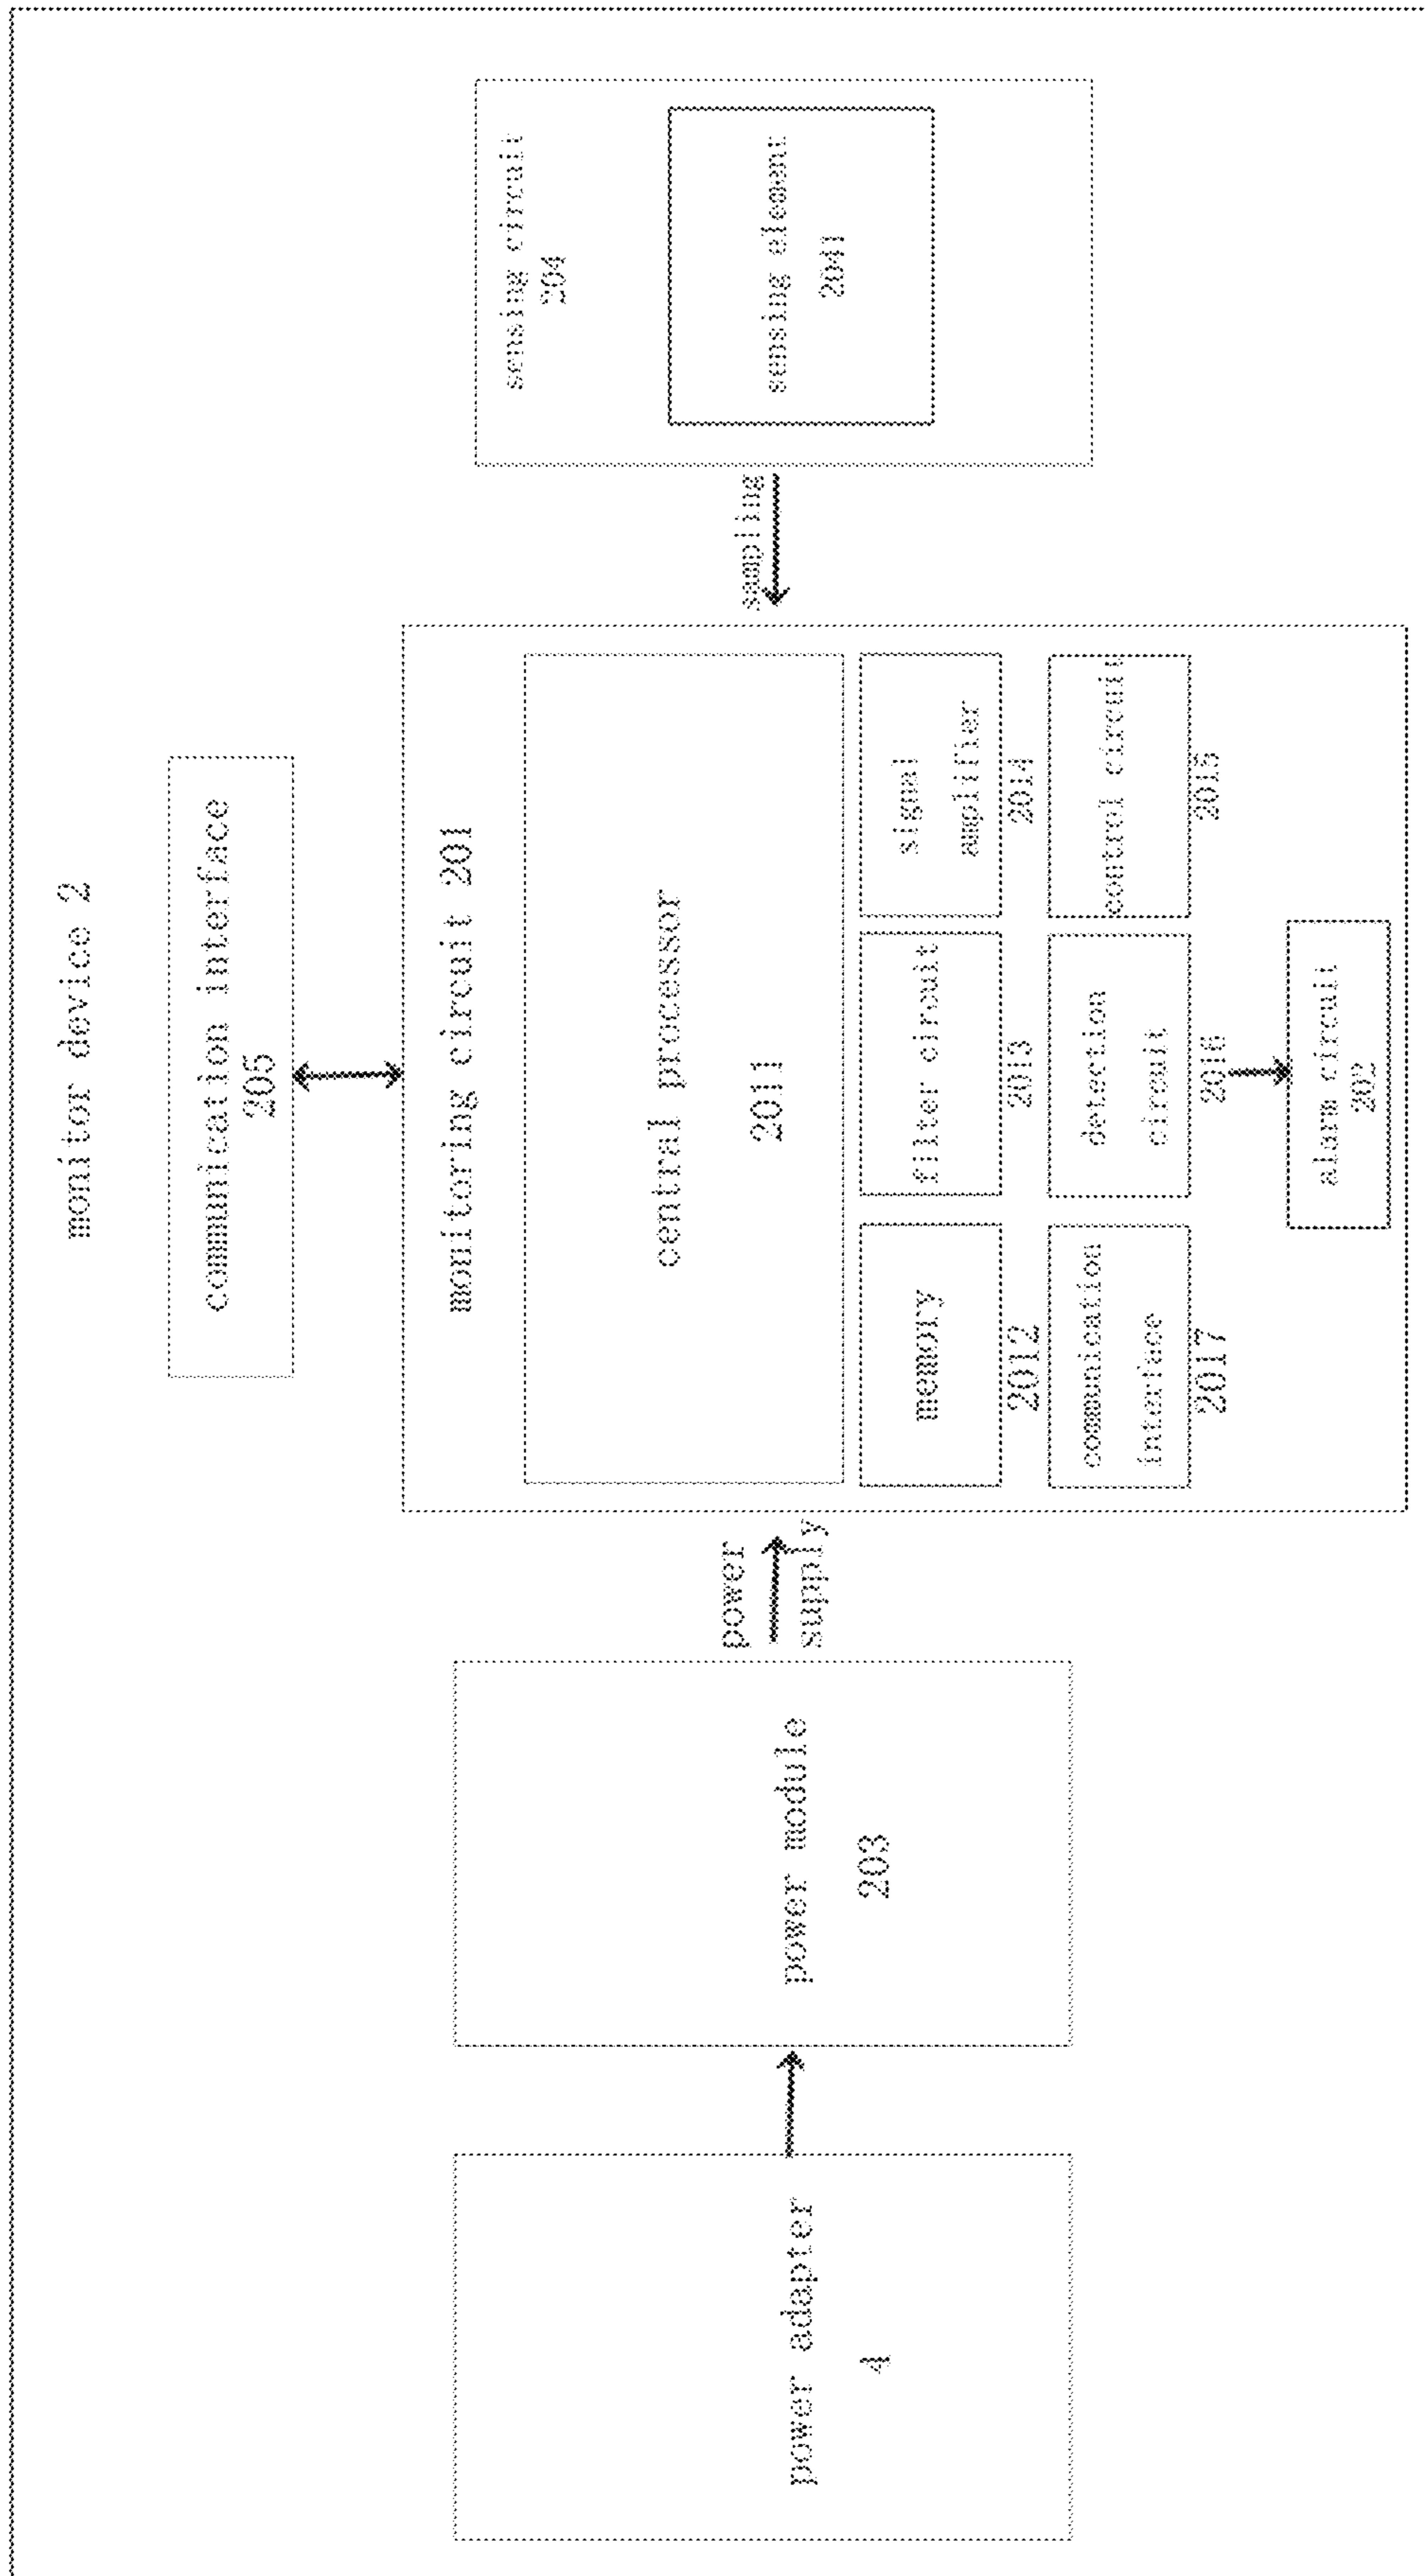 monitor device 2
communication interface
205
monitoring circuit 201
central processor
2011
memory
2012
filter circuit
2013
signal
amplifier
2014
communication
interface
2017
detection
circuit
2016
control circuit
2015
alarm circuit
202
power adapter
4
power module
203
power
supply
sampling
sensing circuit
204
sensing element
2041